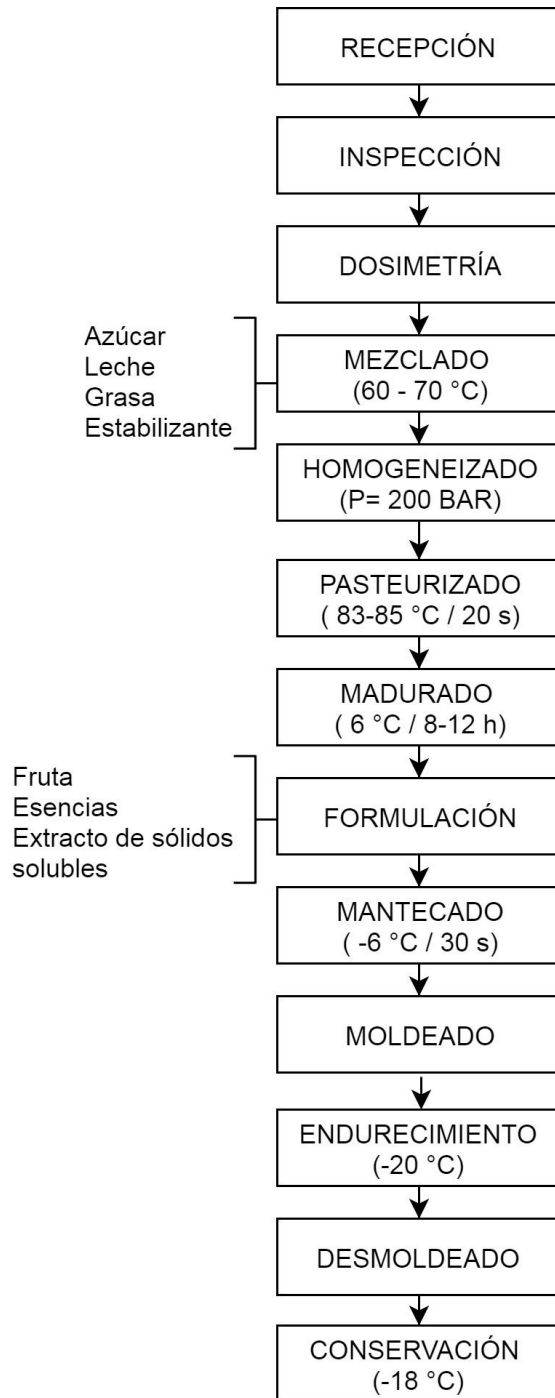 RECEPCIÓN
INSPECCIÓN
DOSIMETRÍA
Azúcar
Leche
Grasa
Estabilizante
MEZCLADO
(60 - 70 °C)
HOMOGENEIZADO
(P= 200 BAR)
PASTEURIZADO
( 83-85 °C / 20 s)
MADURADO
( 6 °C / 8-12 h)
Fruta
Esencias
Extracto de sólidos
solubles
FORMULACIÓN
MANTECADO
( -6 °C / 30 s)
MOLDEADO
ENDURECIMIENTO
(-20 °C)
DESMOLDEADO
CONSERVACIÓN
(-18 °C)